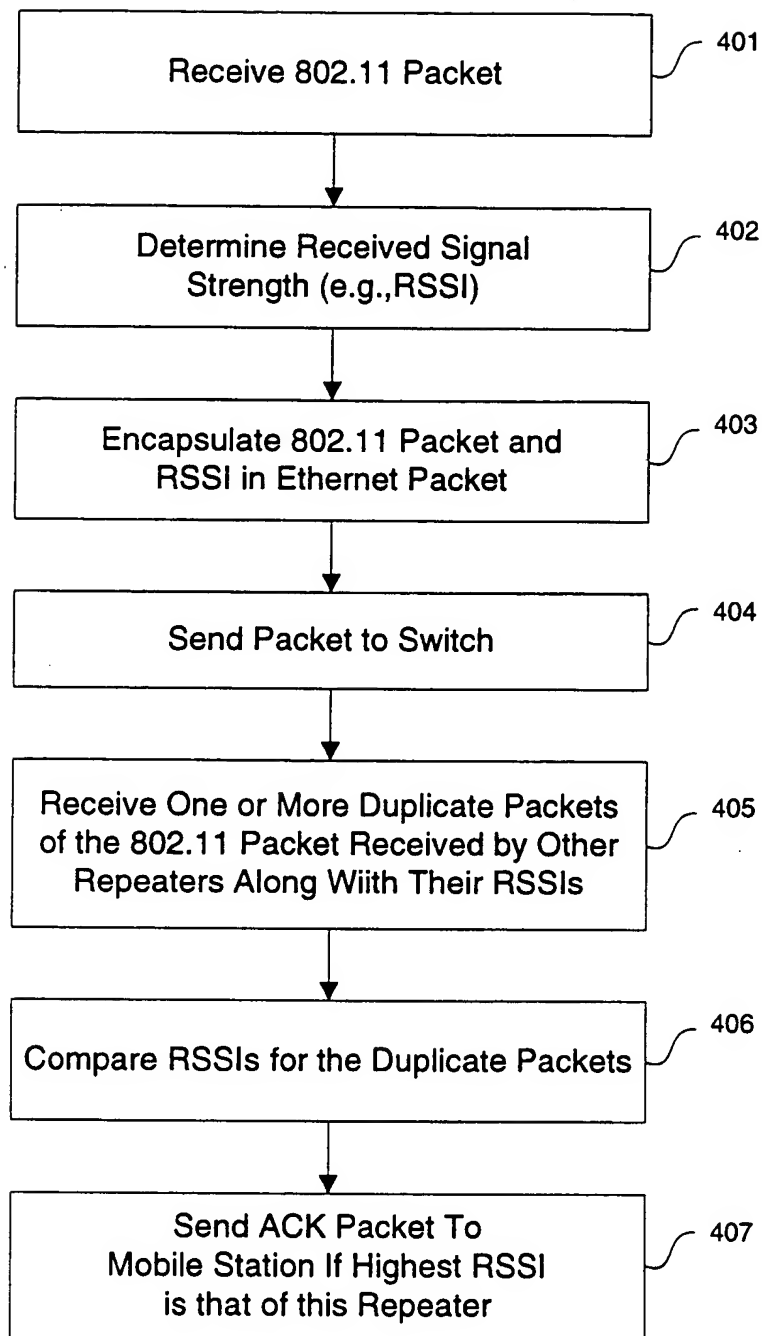 Receive 802.11 Packet
401
Determine Received Signal
Strength (e.g.,RSSI)
402
Encapsulate 802.11 Packet and
RSSI in Ethernet Packet
403
Send Packet to Switch
404
Receive One or More Duplicate Packets
of the 802.11 Packet Received by Other
Repeaters Along Wiith Their RSSIs
405
Compare RSSIs for the Duplicate Packets
406
Send ACK Packet To
Mobile Station If Highest RSSI
is that of this Repeater
407